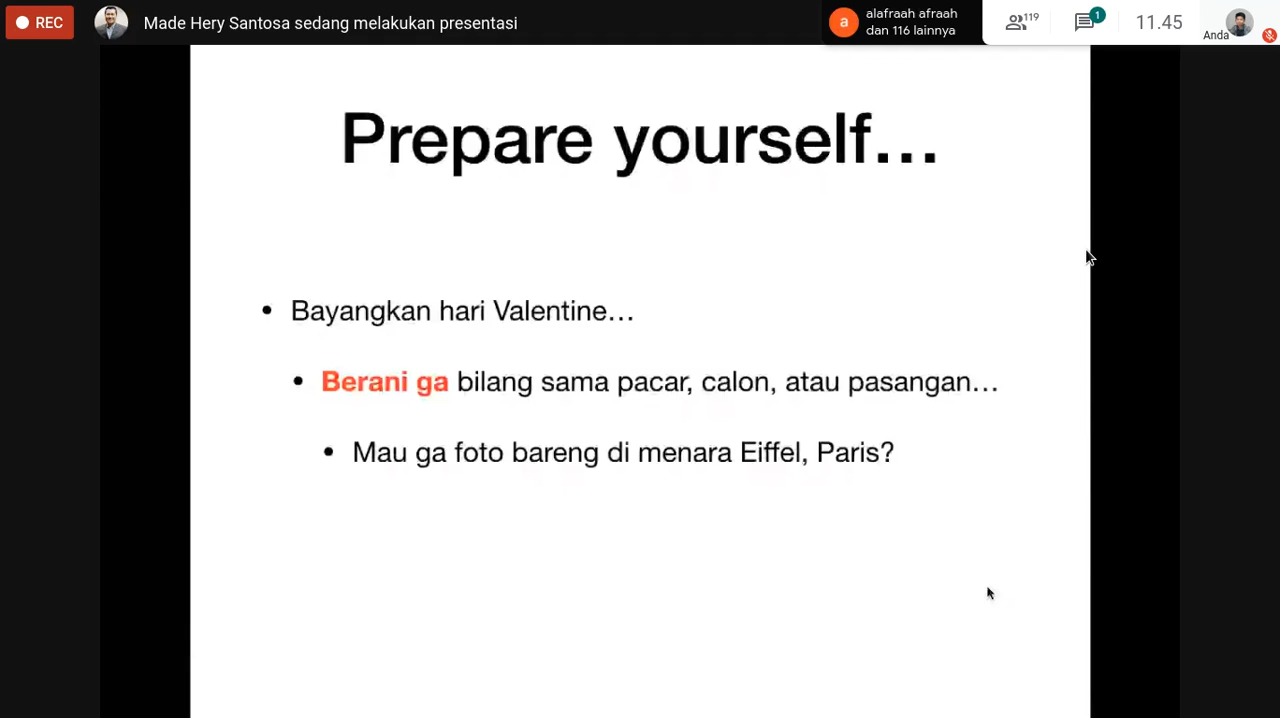 REC
Made Hery Santosa sedang melakukan presentasi
a
alafraah afraah
dan 116 lainnya
119
1
11.45
Anda
Prepare yourself...
• Bayangkan hari Valentine...
• Berani ga bilang sama pacar, calon, atau pasangan...
• Mau ga foto bareng di menara Eiffel, Paris?